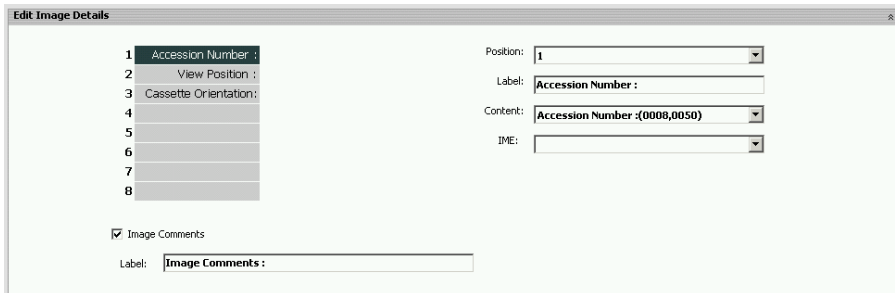 Edit Image Details
1 Accession Number :
2 View Position :
3 Cassette Orientation:
4
5
6
7
8
Position: 1
Label: Accession Number :
Content: Accession Number :(0008,0050)
IME:
Image Comments
Label: Image Comments :